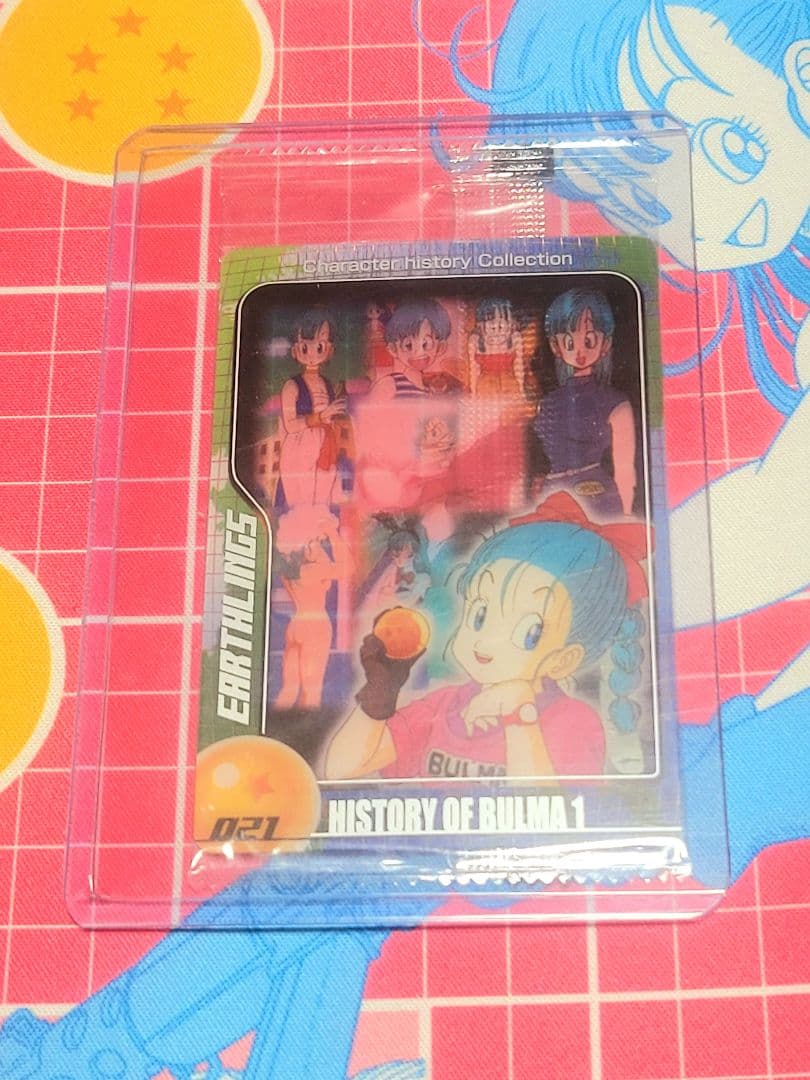 Character history Collection
EARTHLINGS
BULMA
021
HISTORY OF BULMA 1